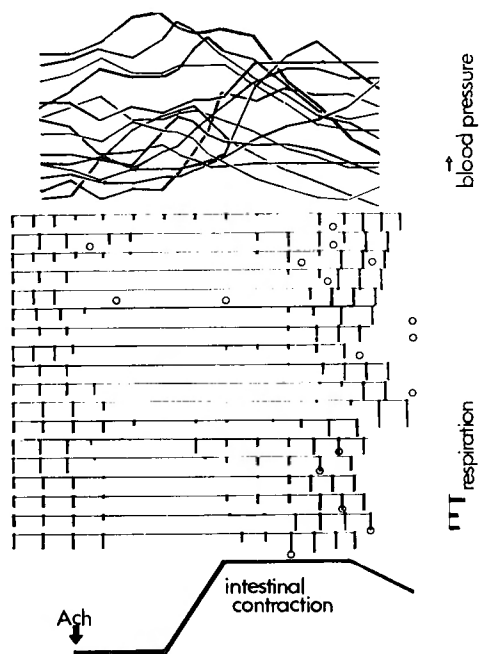 blood pressure
respiration
intestinal
contraction
Ach